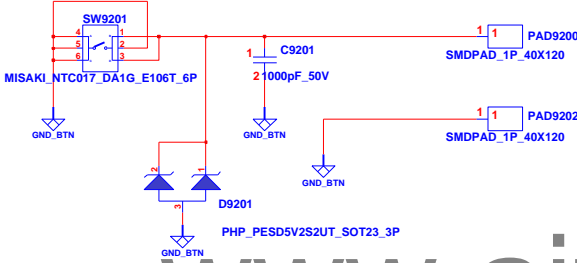 SW9201
4 1
5 2
6 3
MISAKI_NTC017_DA1G_E106T_6P
GND_BTN
1 C9201
2 1000pF_50V
GND_BTN
1 1 PAD9200
SMDPAD_1P_40X120
1 1 PAD9202
SMDPAD_1P_40X120
GND_BTN
2 1
3 D9201
PHP_PESD5V2S2UT_SOT23_3P
GND_BTN